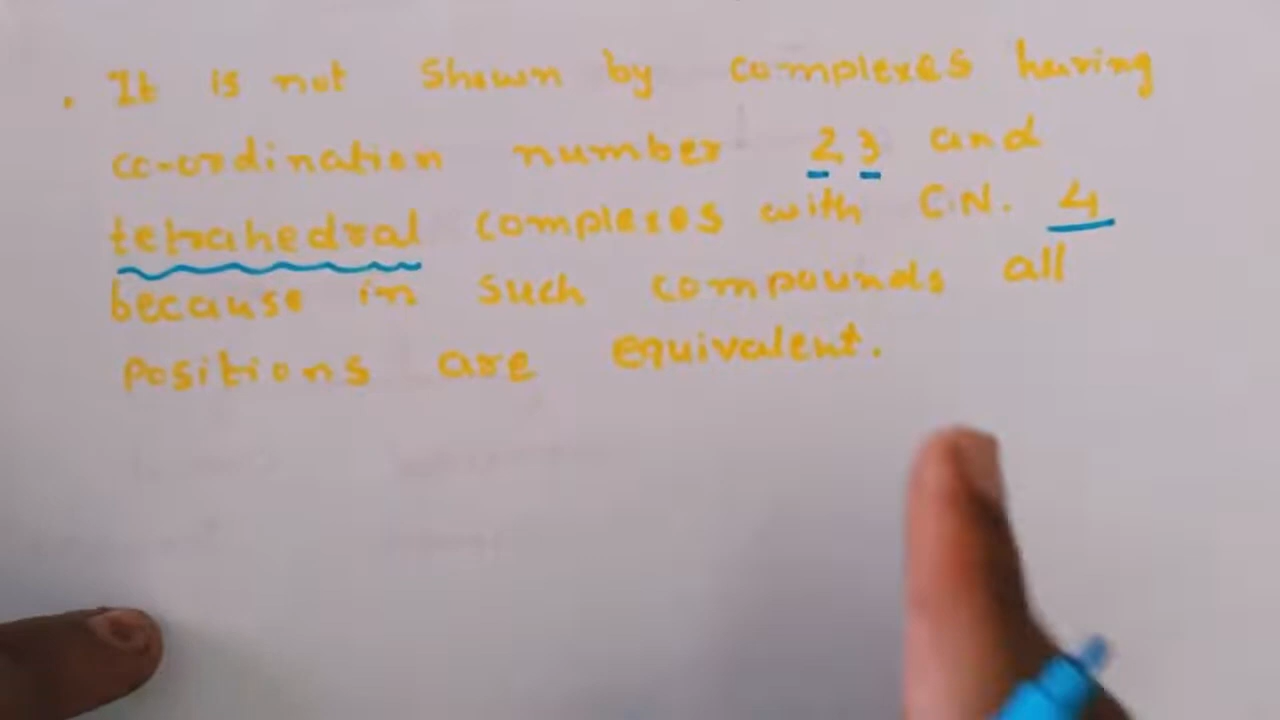 . It is not shown by complexes having
co-ordination number 2, 3 and
tetrahedral complexes with C.N. 4
because in such compounds all
positions are equivalent.